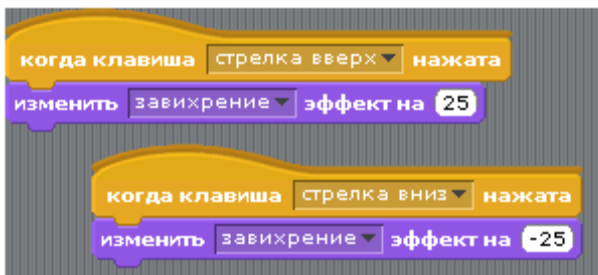 когда клавиша стрелка вверх нажата
изменить завихрение эффект на 25
когда клавиша стрелка вниз нажата
изменить завихрение эффект на -25